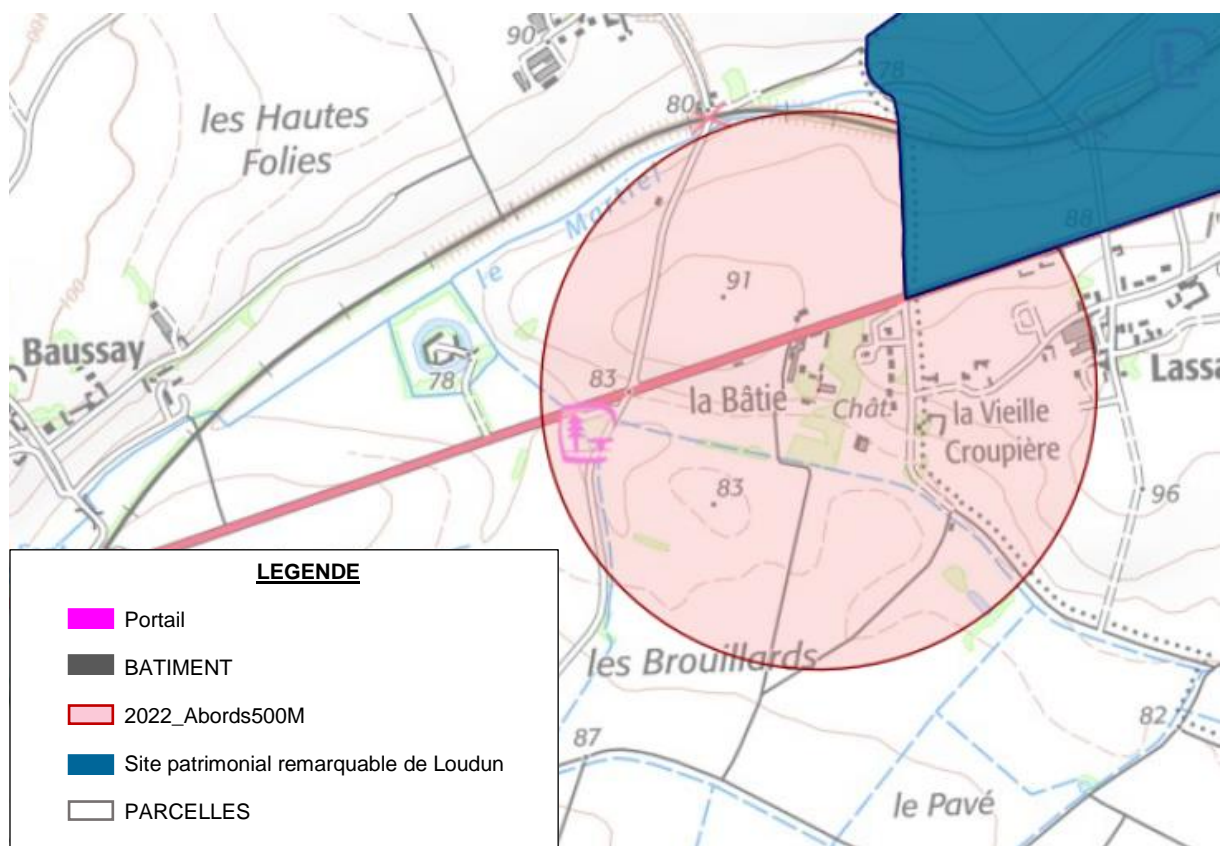 100
90
78
80
les Hautes
Folies
le Martiel
88
91
Baussay
78
83
la Bâtie
Chât.
la Vieille
Croupière
83
96
LEGENDE
Portail
BATIMENT
2022_Abords500M
Site patrimonial remarquable de Loudun
PARCELLES
les Brouillards
87
82
le Pavé